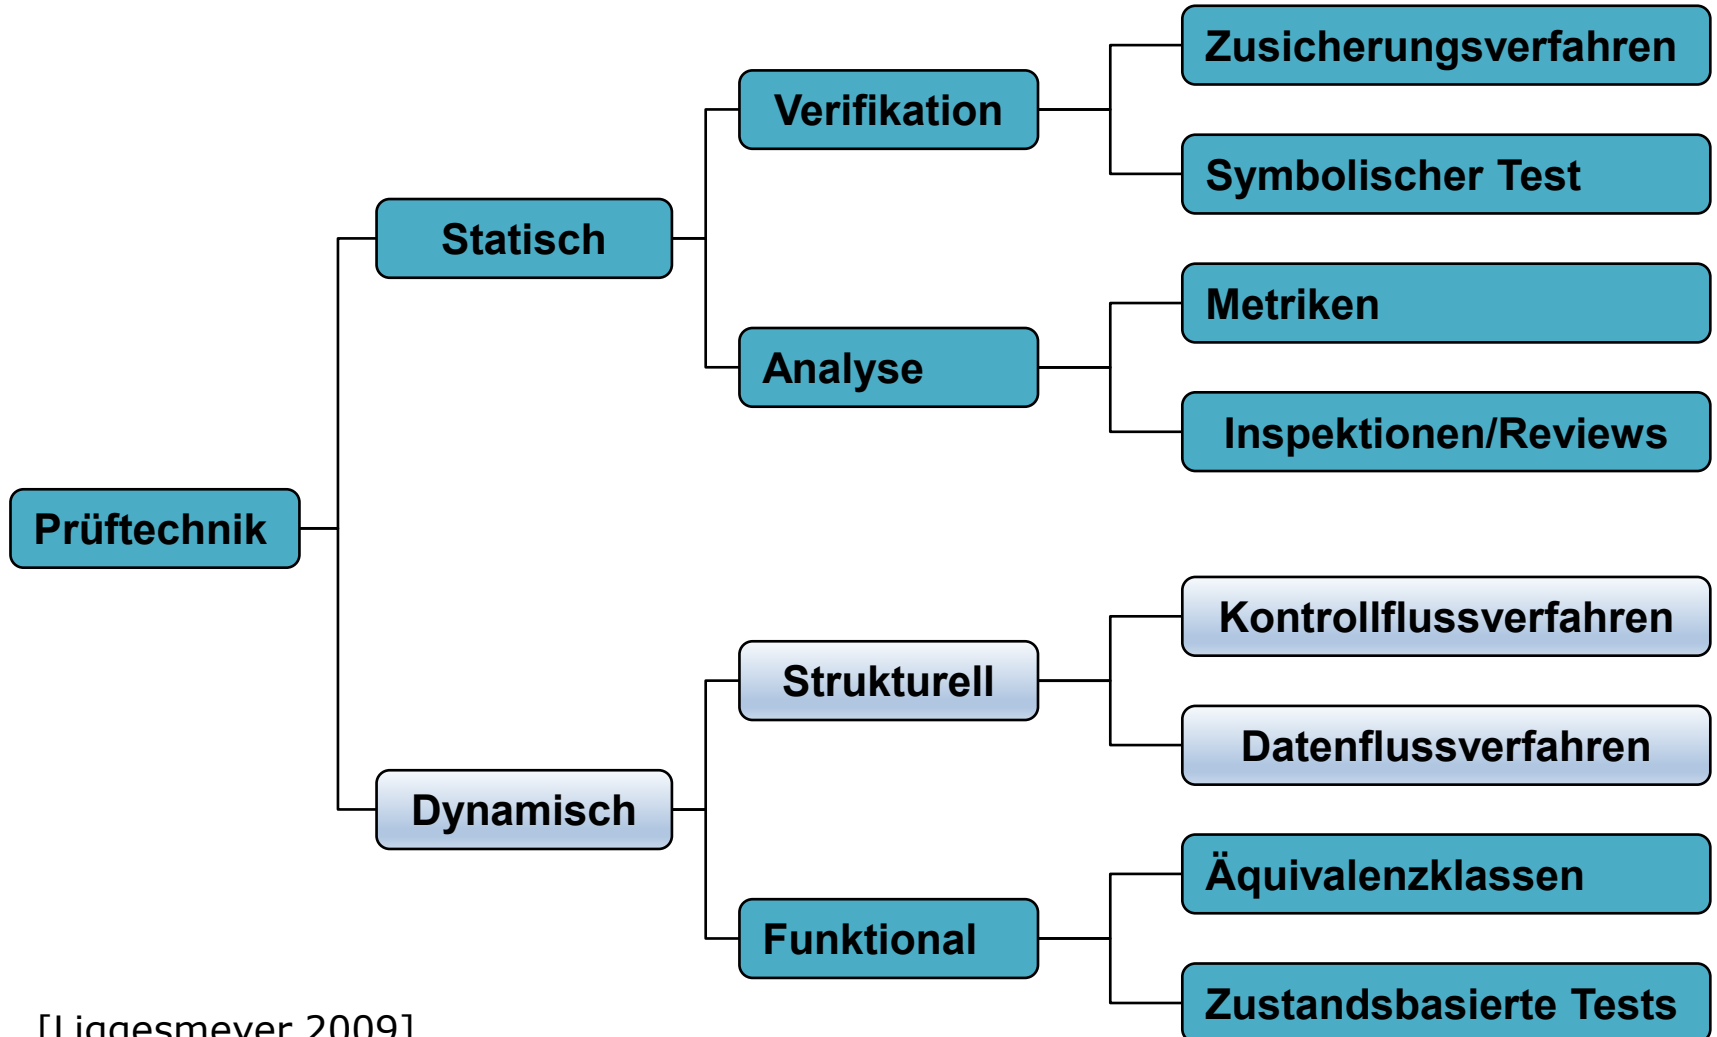 Zusicherungsverfahren
Verifikation
Symbolischer Test
Statisch
Metriken
Analyse
Inspektionen/Reviews
Prüftechnik
Kontrollflussverfahren
Strukturell
Datenflussverfahren
Dynamisch
Äquivalenzklassen
Funktional
Zustandsbasierte Tests
[Liggesmeyer 2009]